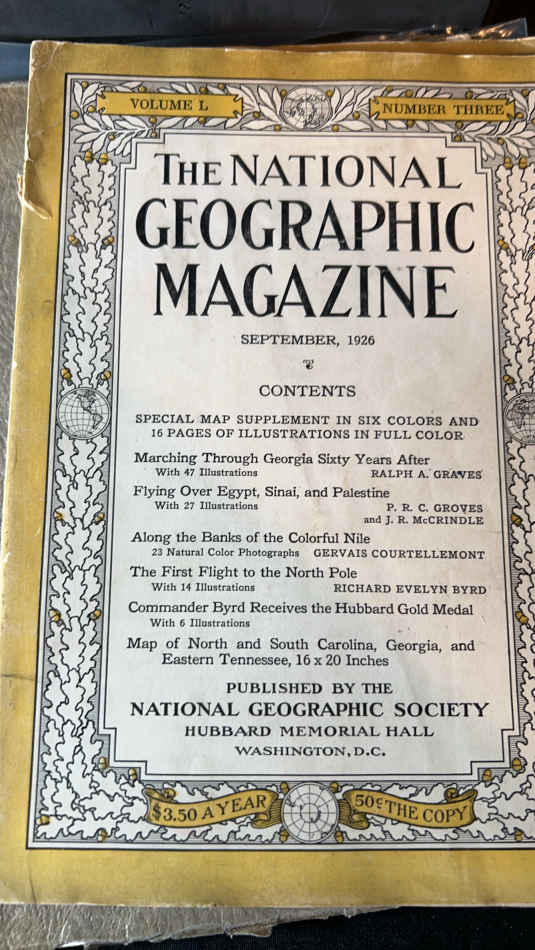 VOLUME L
NUMBER THREE
THE NATIONAL
GEOGRAPHIC
MAGAZINE
SEPTEMBER, 1926
CONTENTS
SPECIAL MAP SUPPLEMENT IN SIX COLORS AND
16 PAGES OF ILLUSTRATIONS IN FULL COLOR
Marching Through Georgia Sixty Years After
With 47 Illustrations RALPH A. GRAVES
Flying Over Egypt, Sinai, and Palestine
With 27 Illustrations P. R. C. GROVES
and J. R. McCRINDLE
Along the Banks of the Colorful Nile
23 Natural Color Photographs GERVAIS COURTELLEMONT
The First Flight to the North Pole
With 14 Illustrations RICHARD EVELYN BYRD
Commander Byrd Receives the Hubbard Gold Medal
With 6 Illustrations
Map of North and South Carolina, Georgia, and
Eastern Tennessee, 16 x 20 Inches
PUBLISHED BY THE
NATIONAL GEOGRAPHIC SOCIETY
HUBBARD MEMORIAL HALL
WASHINGTON, D.C.
$3.50 A YEAR
50¢ THE COPY